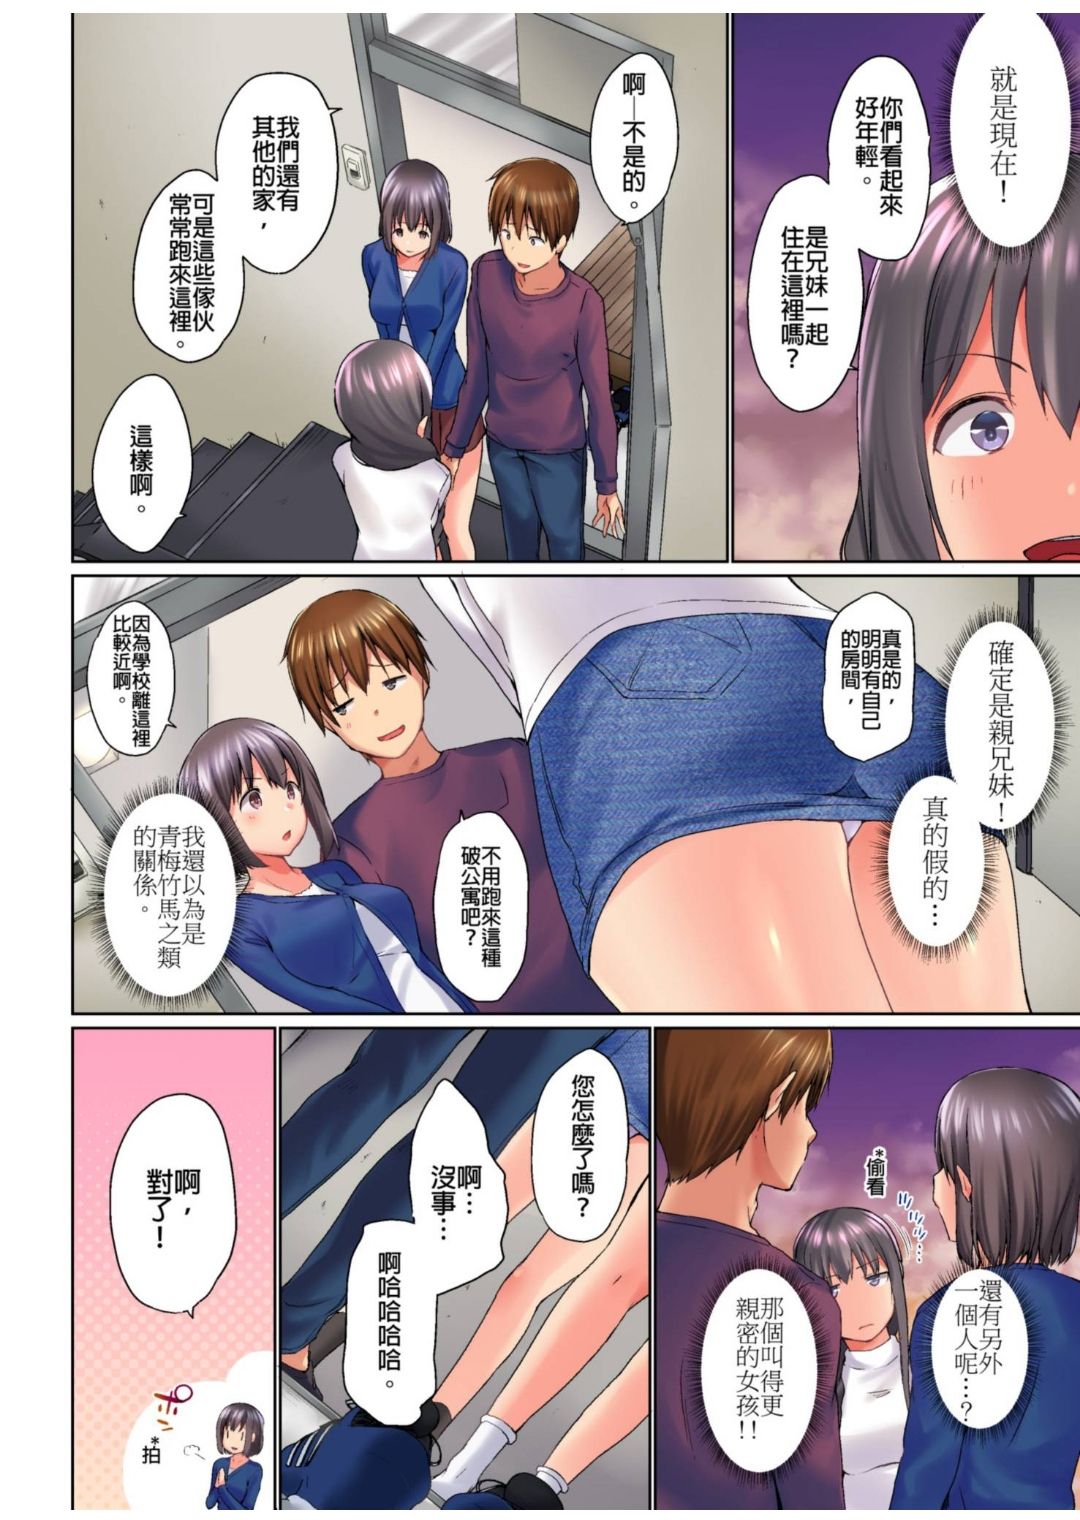 就是現在！
你們看起來
好年輕。
是兄妹一起
住在這裡嗎？
啊—不是的。
我們還有
其他的家，
可是這些傢伙
常常跑來這裡。
這樣啊。
確定是親兄妹！
真的假的…
真是的，
明明有自己
的房間，
不用跑來這種
破公寓吧？
因為學校離這裡
比較近啊。
我還以為是
青梅竹馬之類
的關係。
還有另外
一個人呢…？
*偷看
那個叫得更
親密的女孩!!
您怎麼了嗎？
啊…
沒事…
啊哈哈哈哈。
啊，
對了！
ポン
*拍